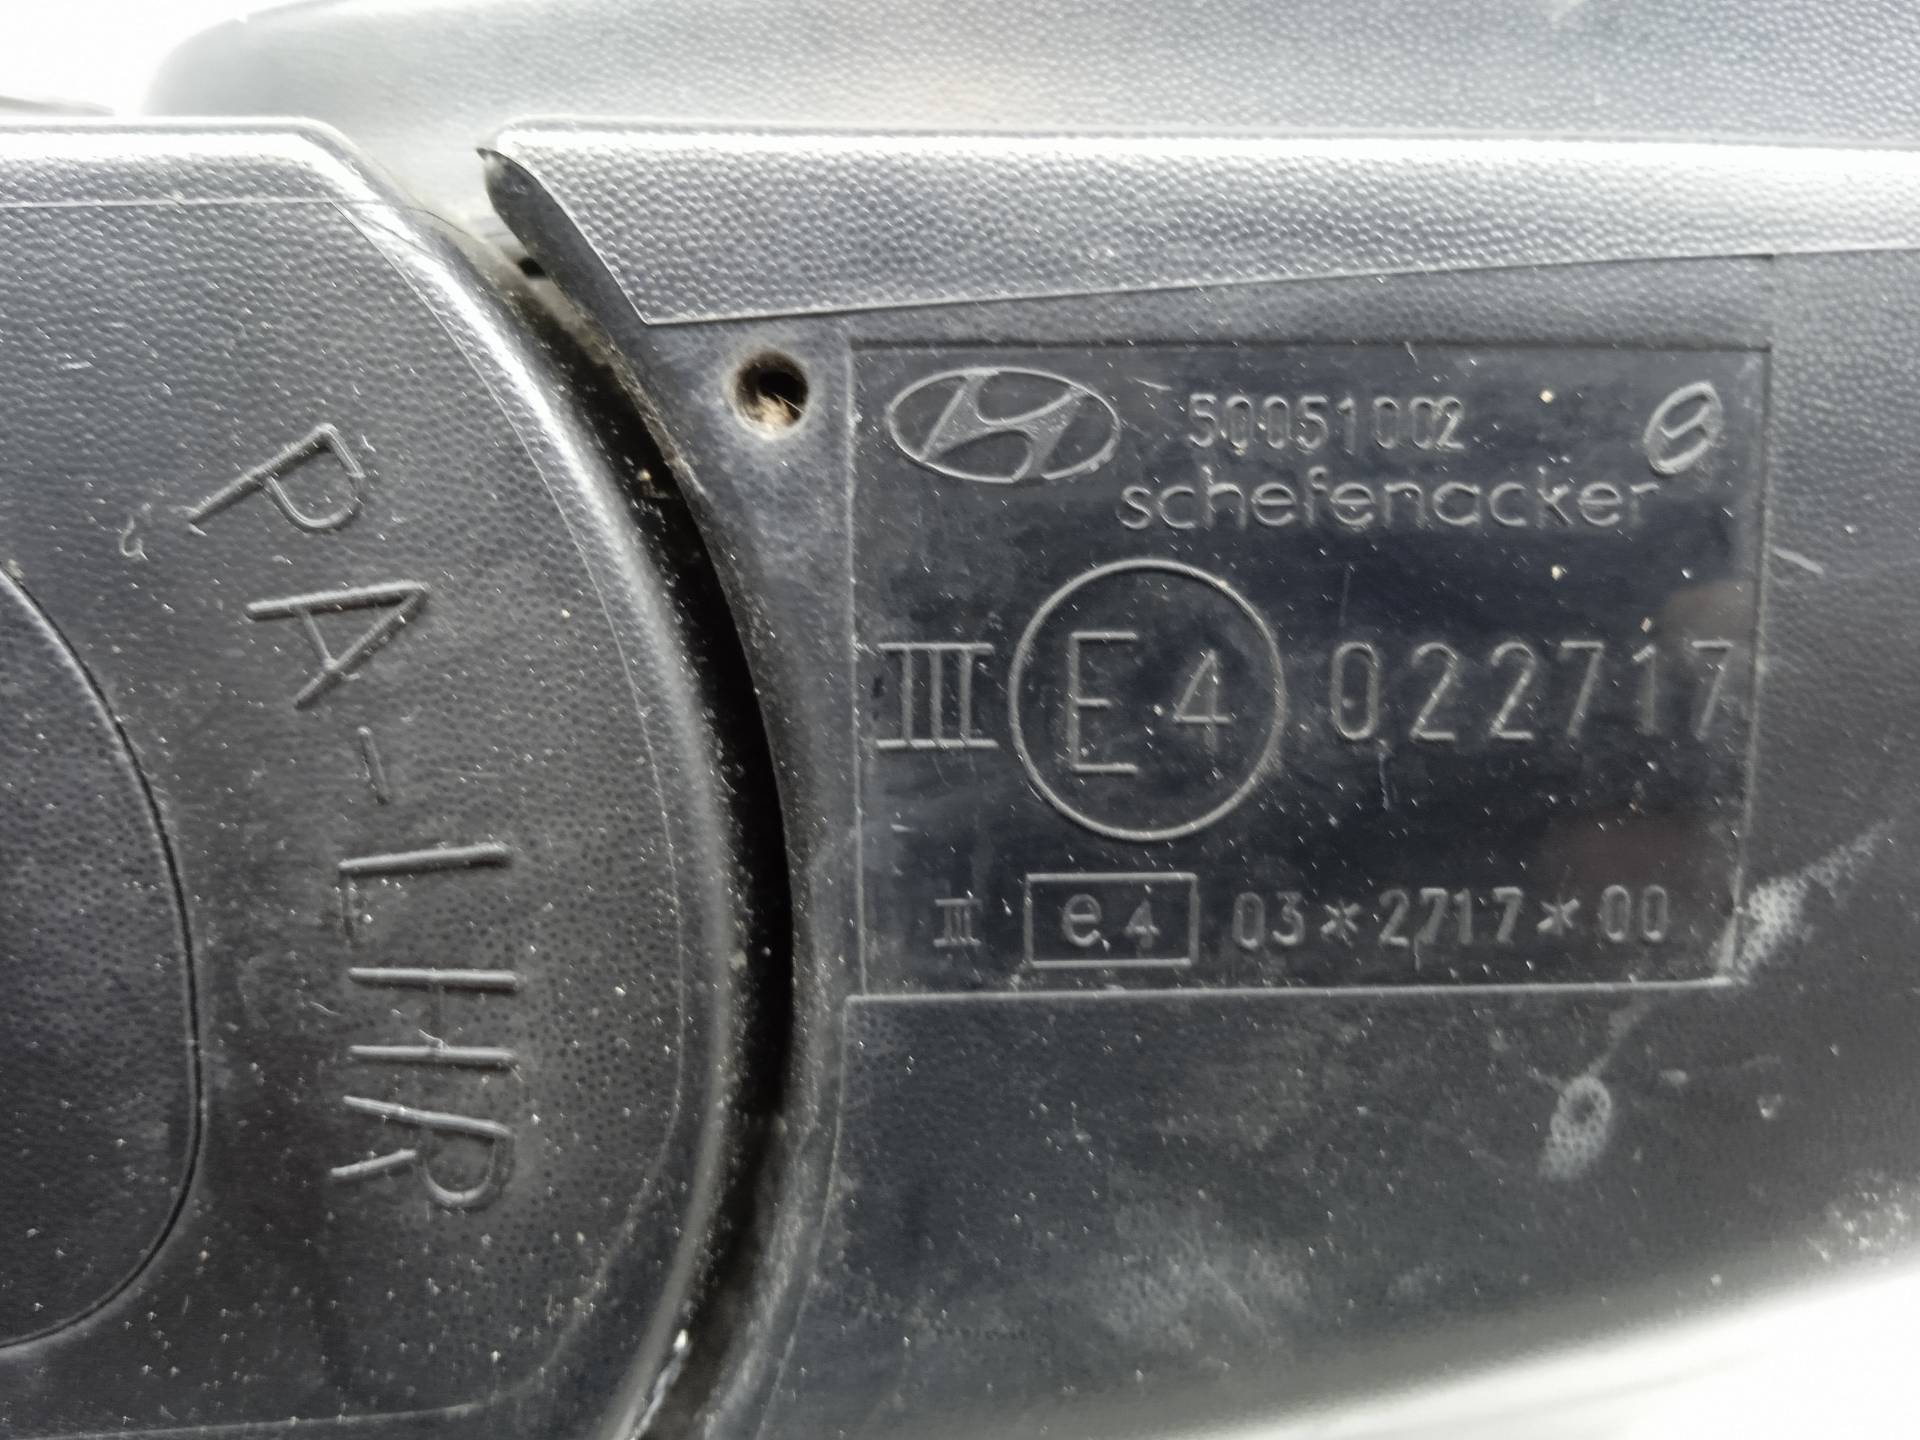 PA-LHR
50051002
schefenacker
III E4 022717
III e4 03*2717*00